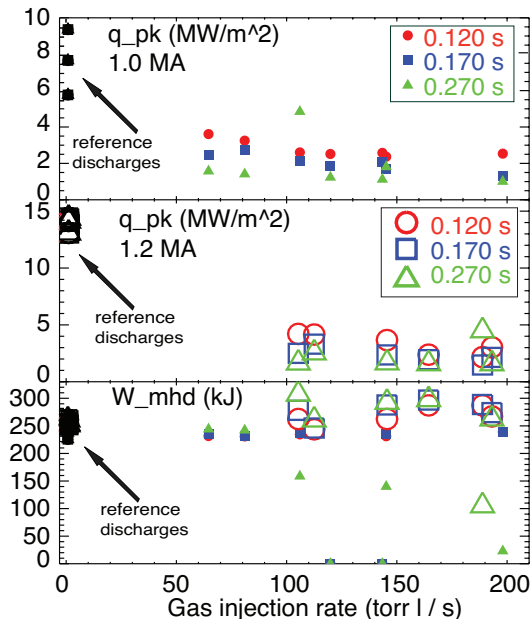 10
q_pk (MW/m^2)
1.0 MA
0.120 s
0.170 s
0.270 s
8
6
reference
discharges
4
2
0
15
q_pk (MW/m^2)
1.2 MA
0.120 s
0.170 s
0.270 s
10
reference
discharges
5
0
W_mhd (kJ)
300
250
200
reference
discharges
150
100
50
0
0 50 100 150 200
Gas injection rate (torr l / s)